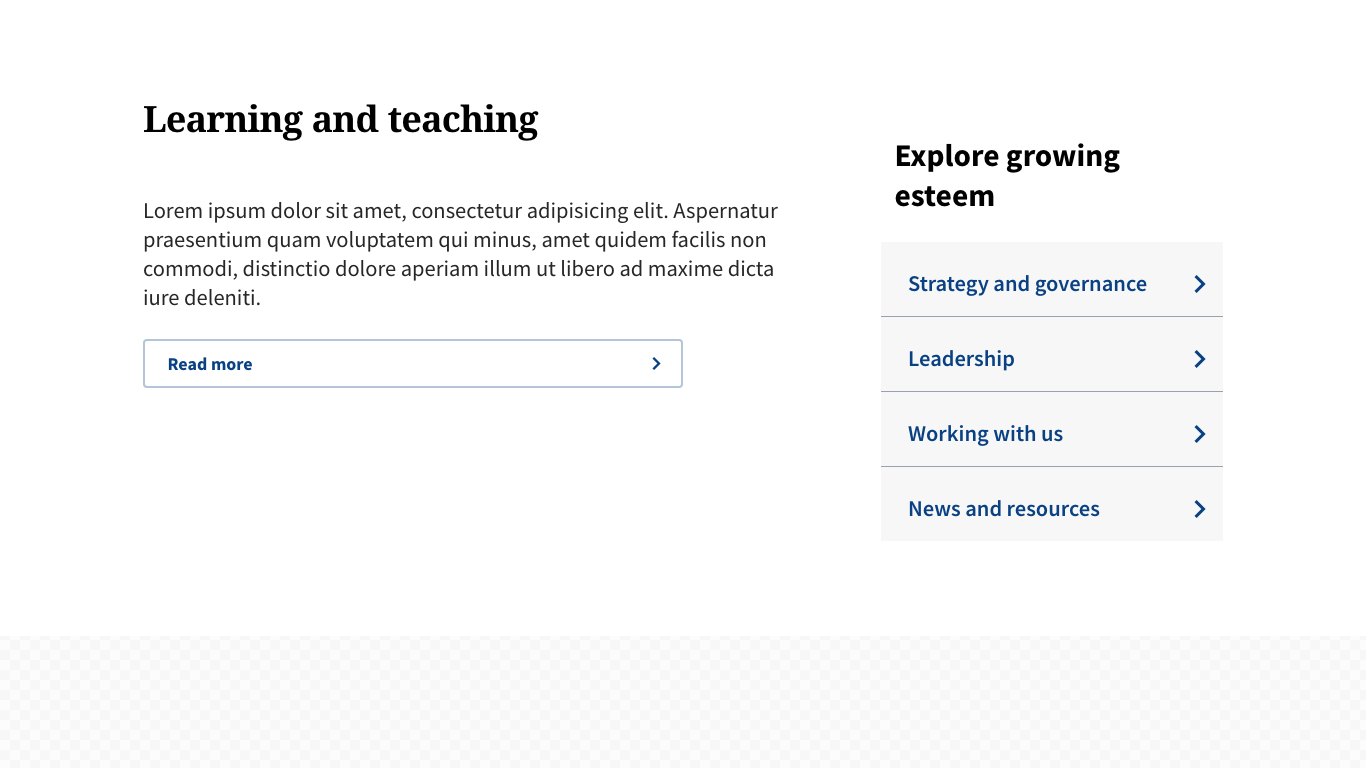 Learning and teaching
Lorem ipsum dolor sit amet, consectetur adipisicing elit. Aspernatur
praesentium quam voluptatem qui minus, amet quidem facilis non
commodi, distinctio dolore aperiam illum ut libero ad maxime dicta
iure deleniti.
Read more
Explore growing
esteem
Strategy and governance
Leadership
Working with us
News and resources